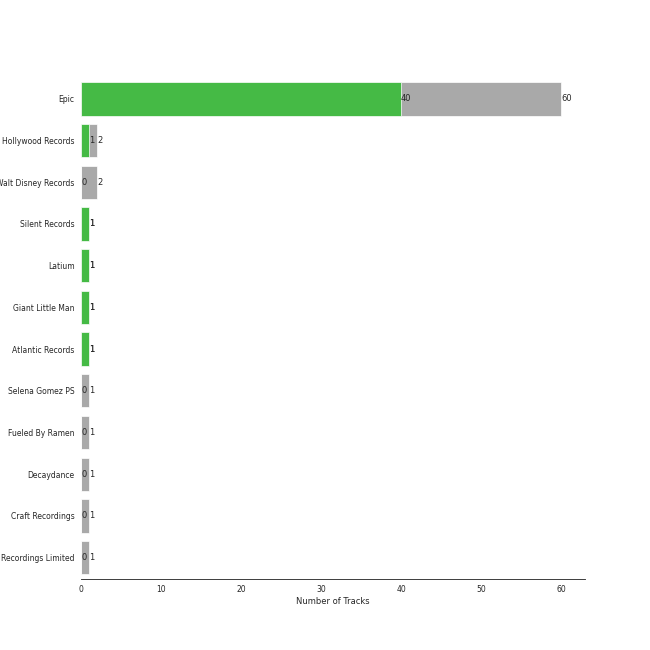 Epic 40 60
Hollywood Records 1 2
Walt Disney Records 0 2
Silent Records 1
Latium 1
Giant Little Man 1
Atlantic Records 1
Selena Gomez PS 0 1
Fueled By Ramen 0 1
Decaydance 0 1
Craft Recordings 0 1
Recordings Limited 0 1
0 10 20 30 40 50 60
Number of Tracks